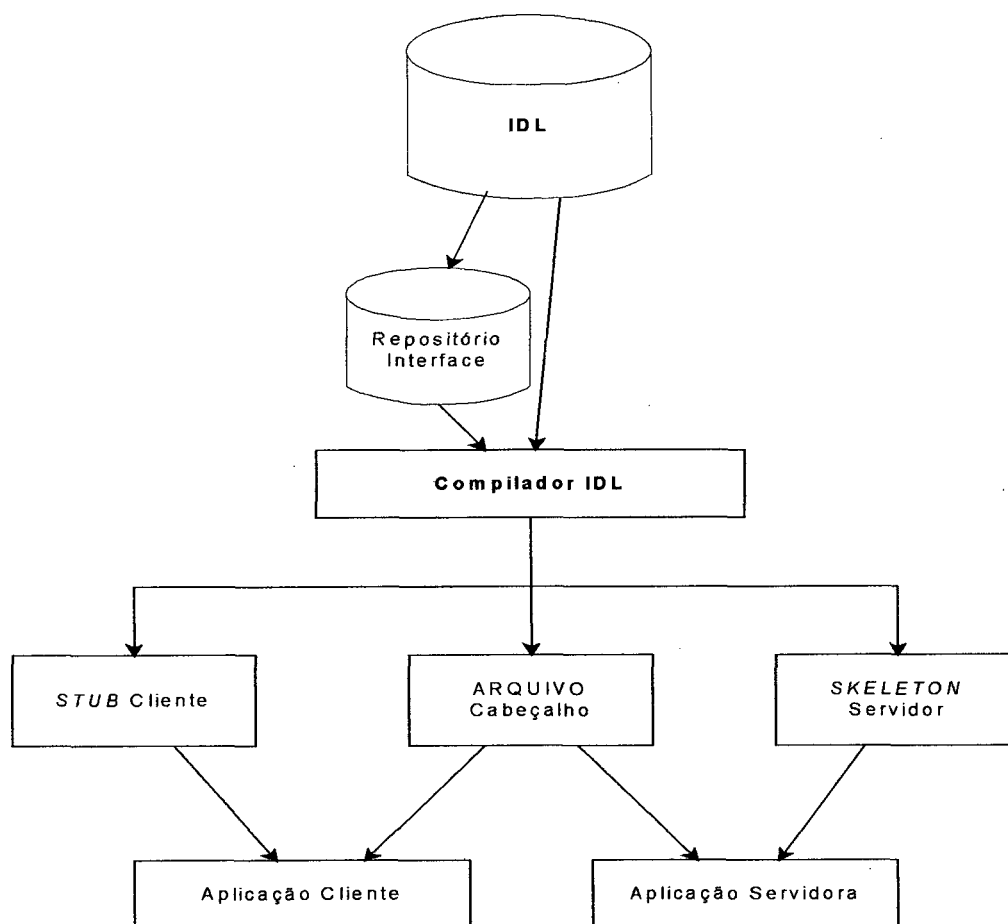 IDL
Repositório
Interface
Compilador IDL
STUB Cliente
ARQUIVO
Cabeçalho
SKELETON
Servidor
Aplicação Cliente
Aplicação Servidora